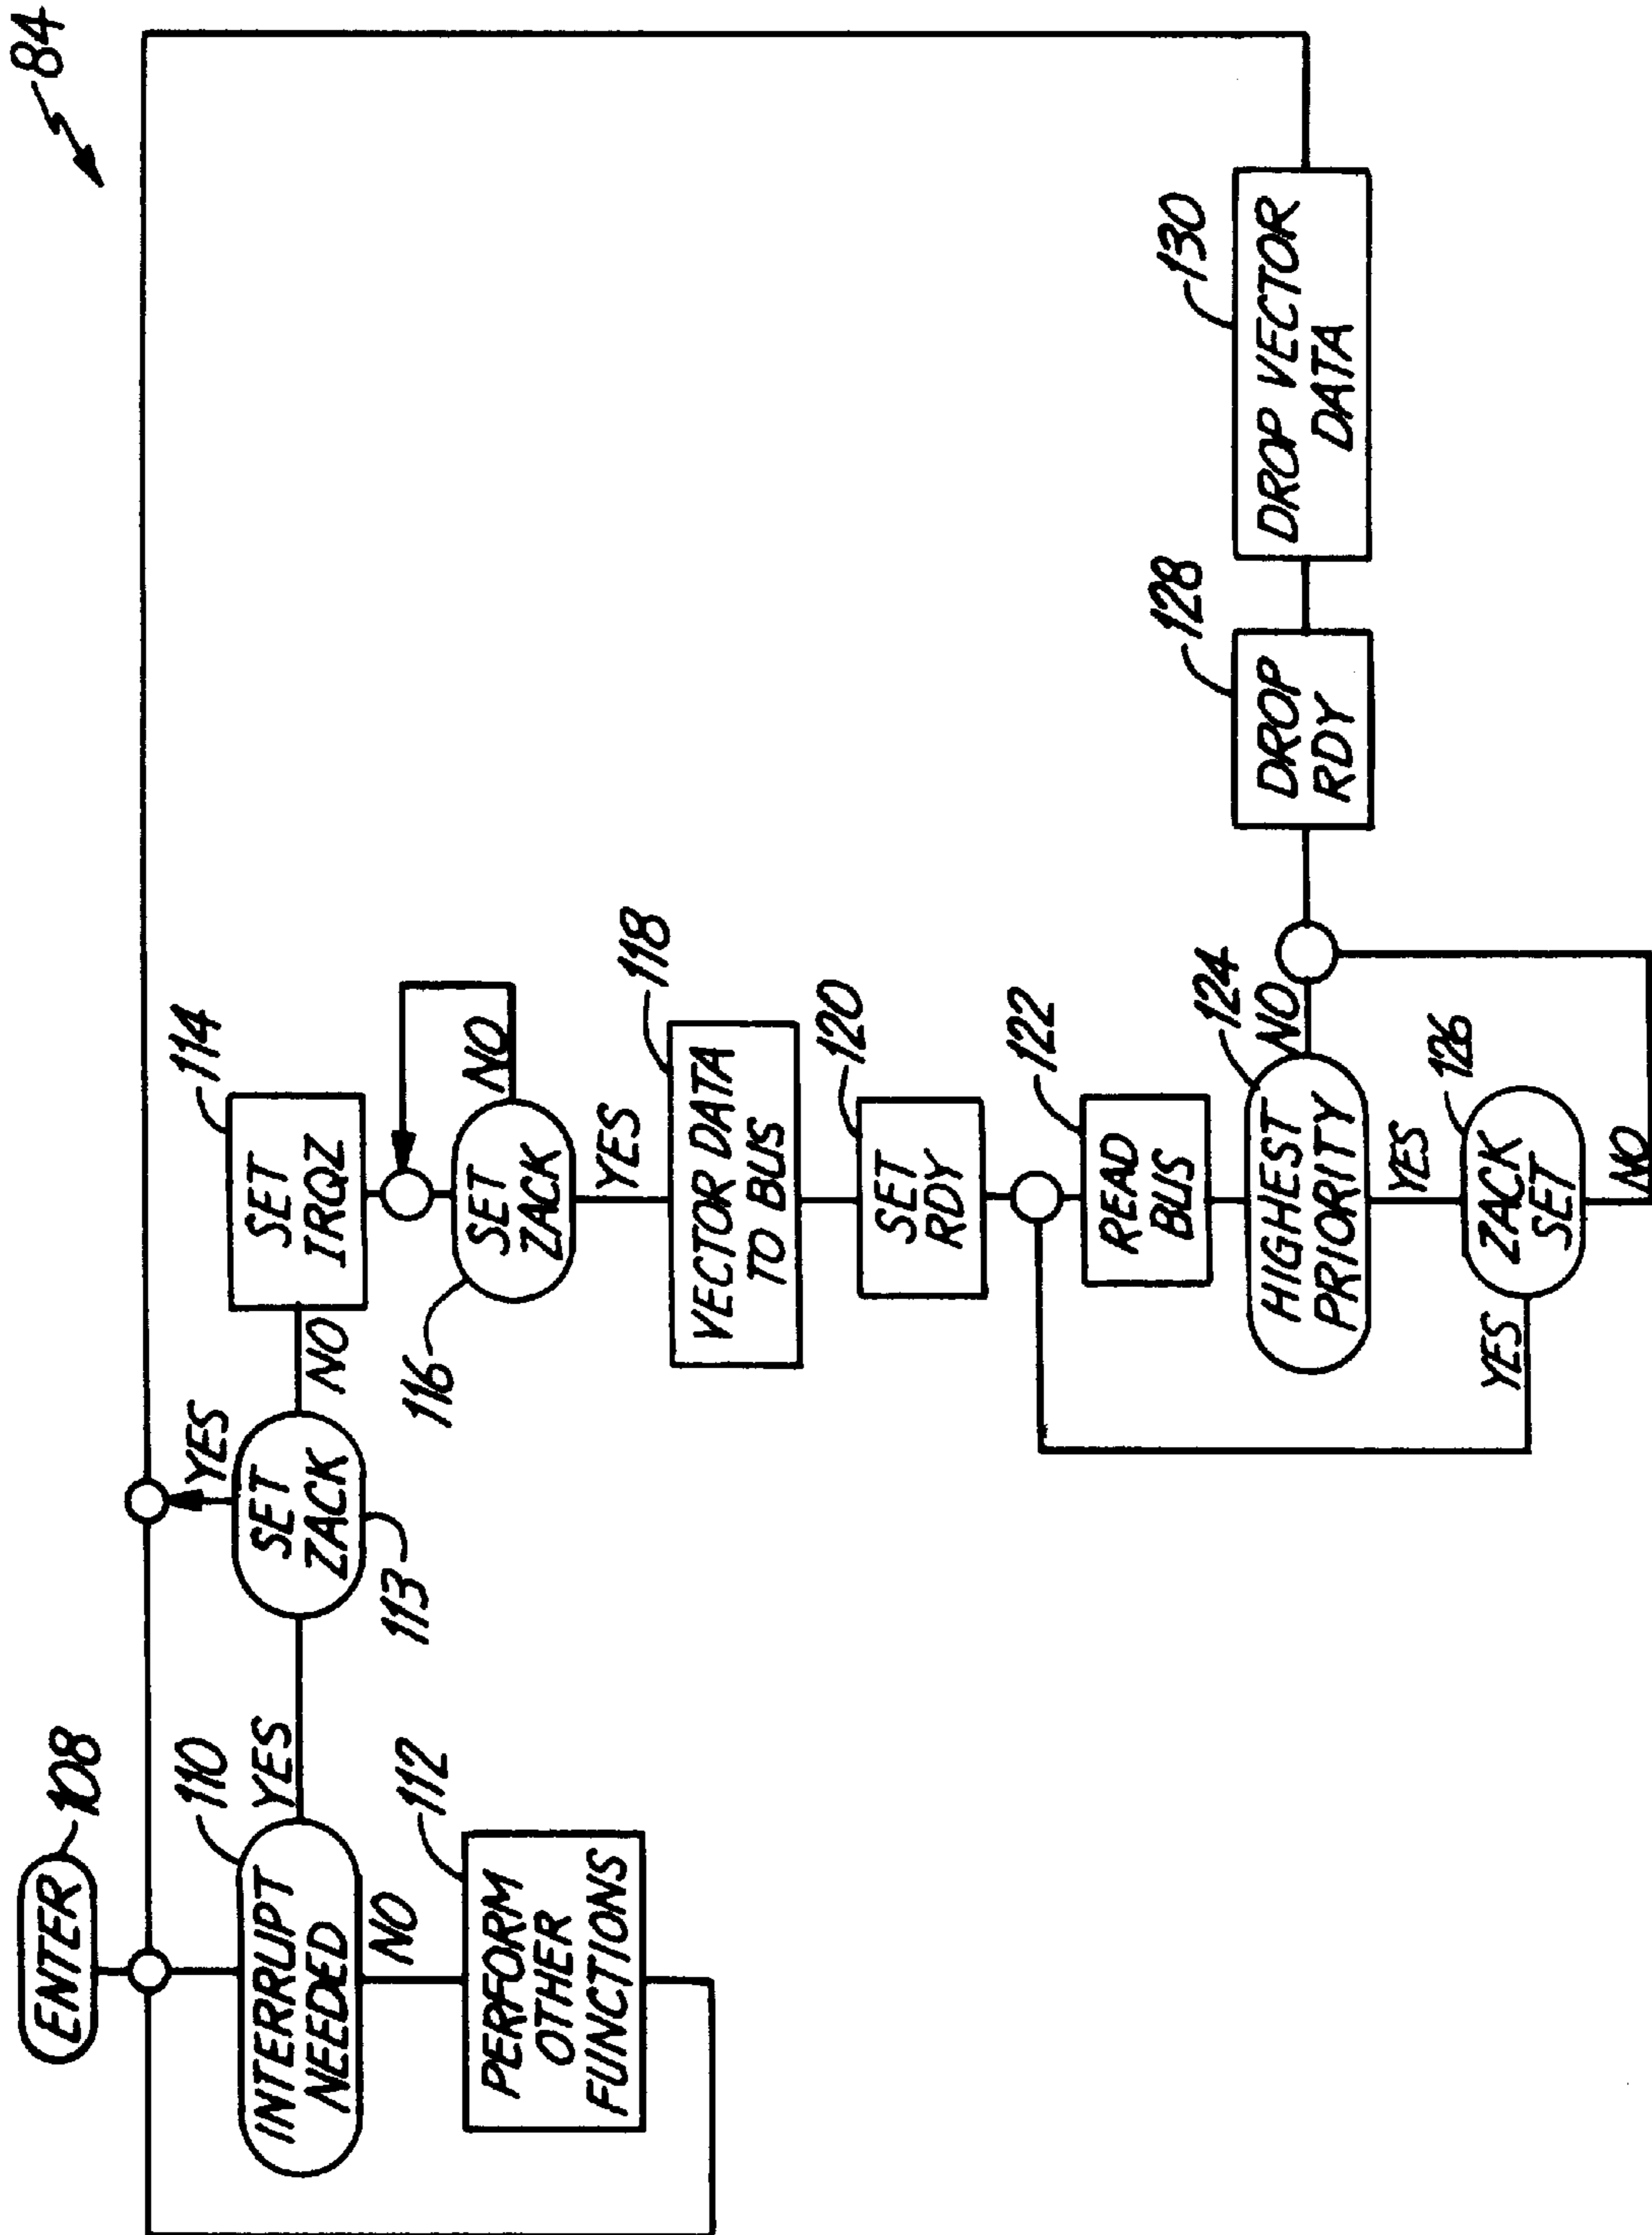 84
ENTER
108
INTERRUPT
NEEDED
110
YES
NO
PERFORM
OTHER
FUNCTIONS
112
SET
ZACK
113
YES
NO
SET
IRQZ
114
SET
ZACK
116
NO
YES
VECTOR DATA
TO BUS
118
SET
RDY
120
READ
BUS
122
HIGHEST
PRIORITY
124
NO
YES
ZACK
SET
126
YES
NO
DROP
RDY
128
DROP VECTOR
DATA
130